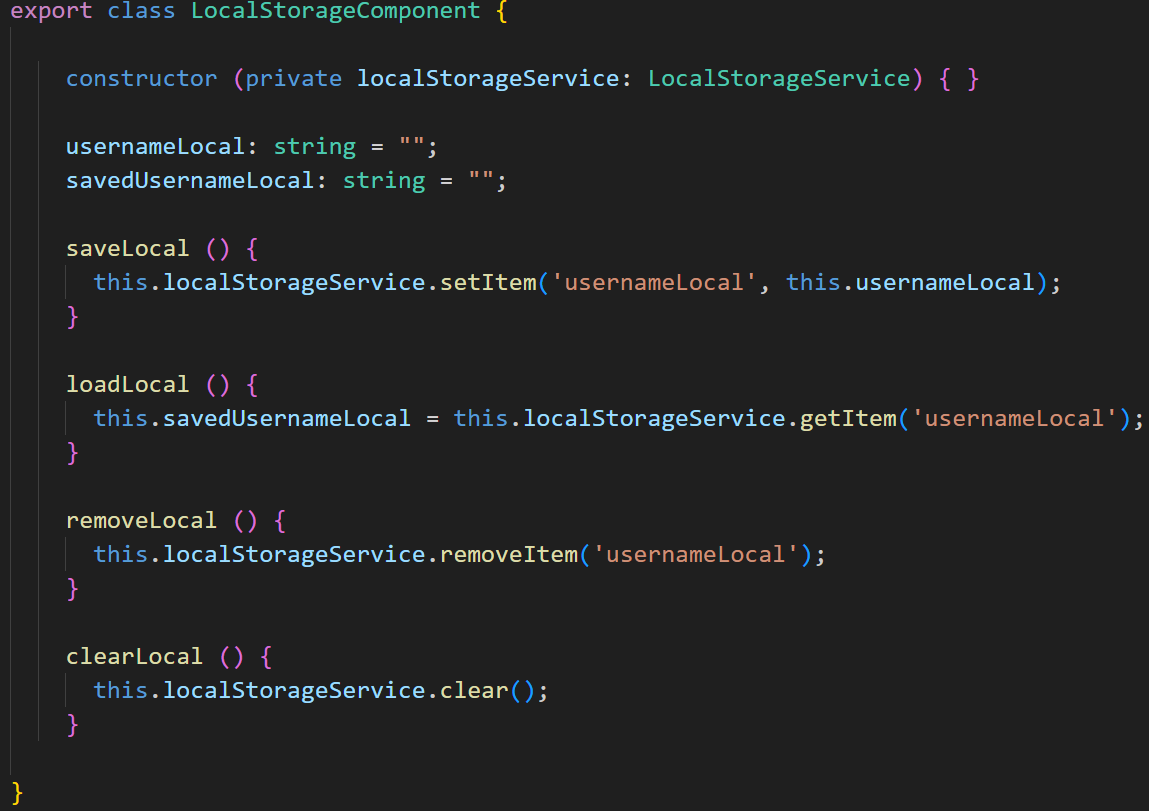 export class LocalStorageComponent {
constructor (private localStorageService: LocalStorageService) { }
usernameLocal: string = "";
savedUsernameLocal: string = "";
saveLocal () {
this.localStorageService.setItem('usernameLocal', this.usernameLocal);
}
loadLocal () {
this.savedUsernameLocal = this.localStorageService.getItem('usernameLocal');
}
removeLocal () {
this.localStorageService.removeItem('usernameLocal');
}
clearLocal () {
this.localStorageService.clear();
}
}